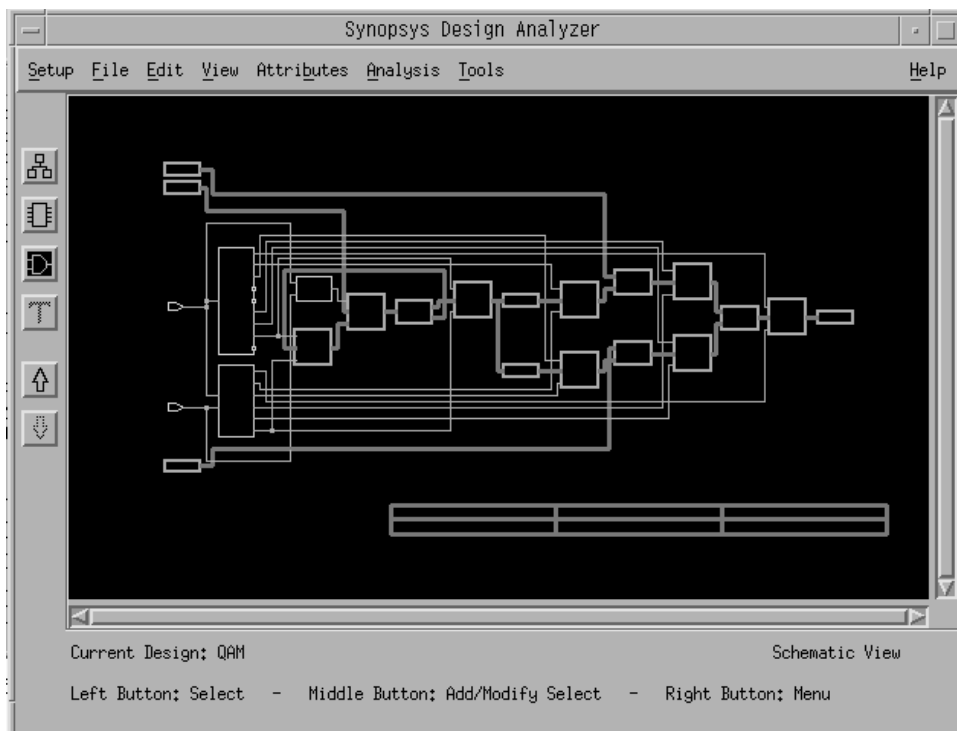 Synopsys Design Analyzer
Setup File Edit View Attributes Analysis Tools Help
Current Design: QAM Schematic View
Left Button: Select - Middle Button: Add/Modify Select - Right Button: Menu